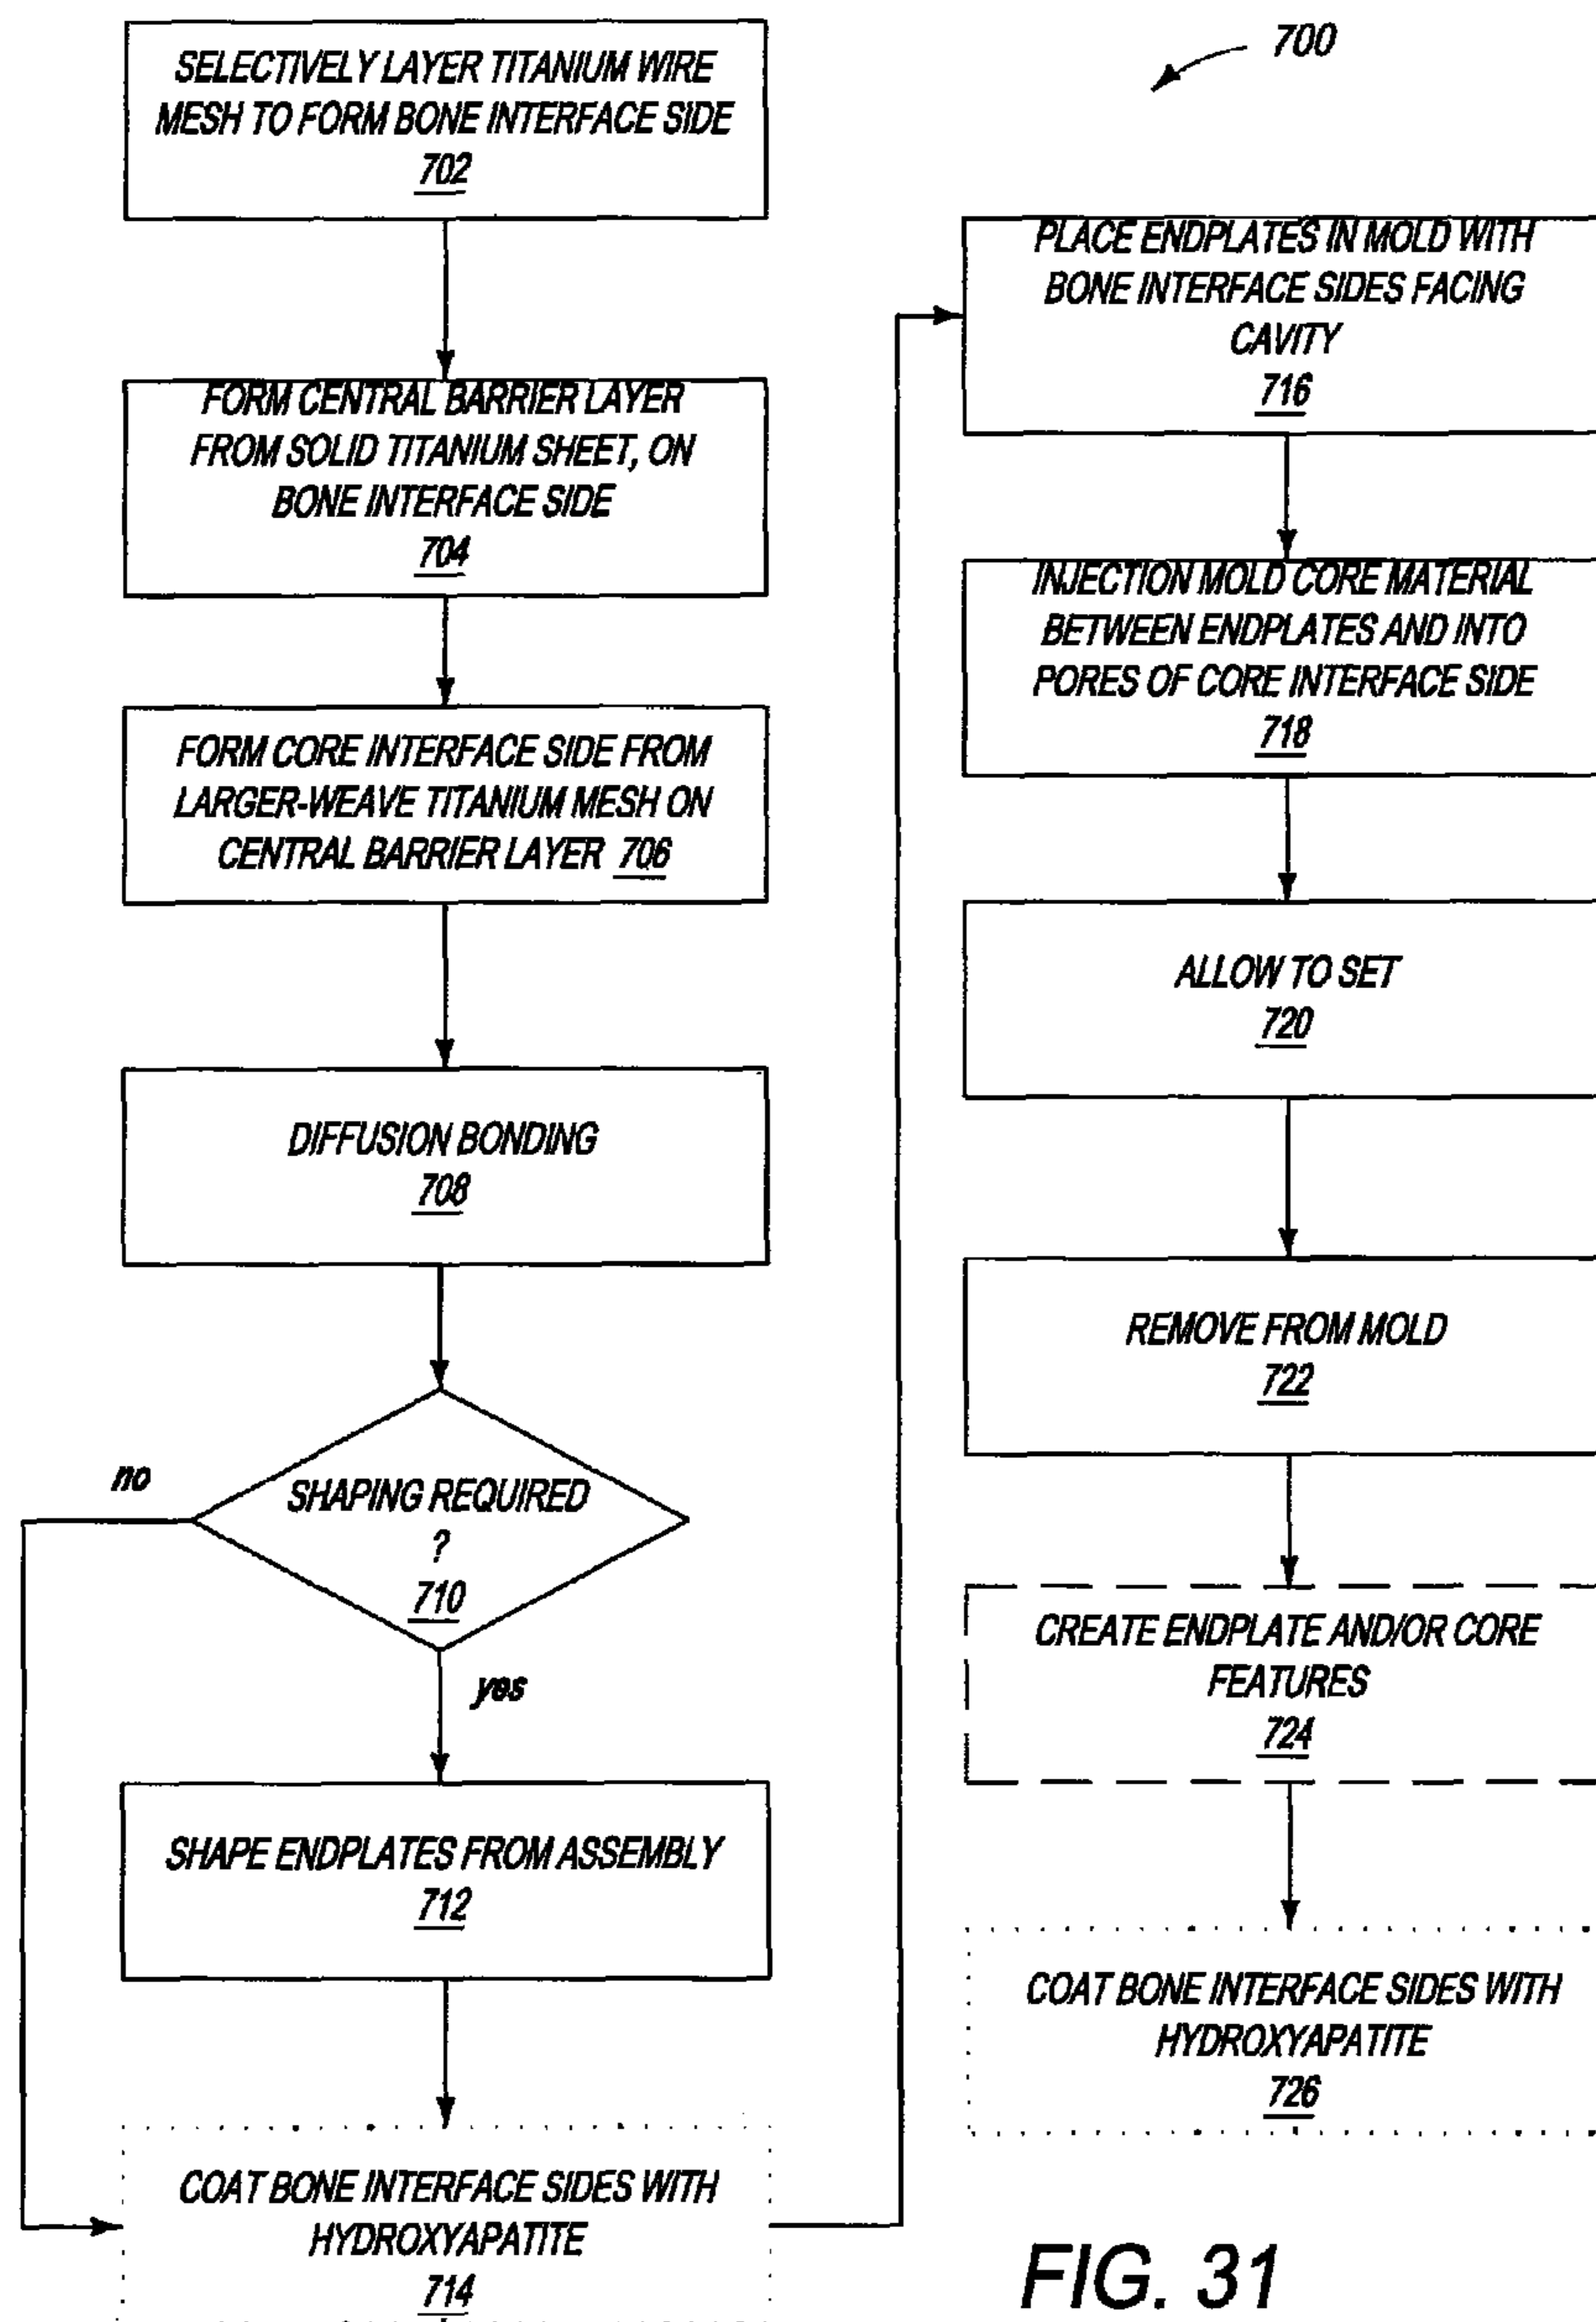 700
SELECTIVELY LAYER TITANIUM WIRE
MESH TO FORM BONE INTERFACE SIDE
702
FORM CENTRAL BARRIER LAYER
FROM SOLID TITANIUM SHEET, ON
BONE INTERFACE SIDE
704
FORM CORE INTERFACE SIDE FROM
LARGER-WEAVE TITANIUM MESH ON
CENTRAL BARRIER LAYER 706
DIFFUSION BONDING
708
SHAPING REQUIRED
?
710
no
yes
SHAPE ENDPLATES FROM ASSEMBLY
712
COAT BONE INTERFACE SIDES WITH
HYDROXYAPATITE
714
PLACE ENDPLATES IN MOLD WITH
BONE INTERFACE SIDES FACING
CAVITY
716
INJECTION MOLD CORE MATERIAL
BETWEEN ENDPLATES AND INTO
PORES OF CORE INTERFACE SIDE
718
ALLOW TO SET
720
REMOVE FROM MOLD
722
CREATE ENDPLATE AND/OR CORE
FEATURES
724
COAT BONE INTERFACE SIDES WITH
HYDROXYAPATITE
726
FIG. 31